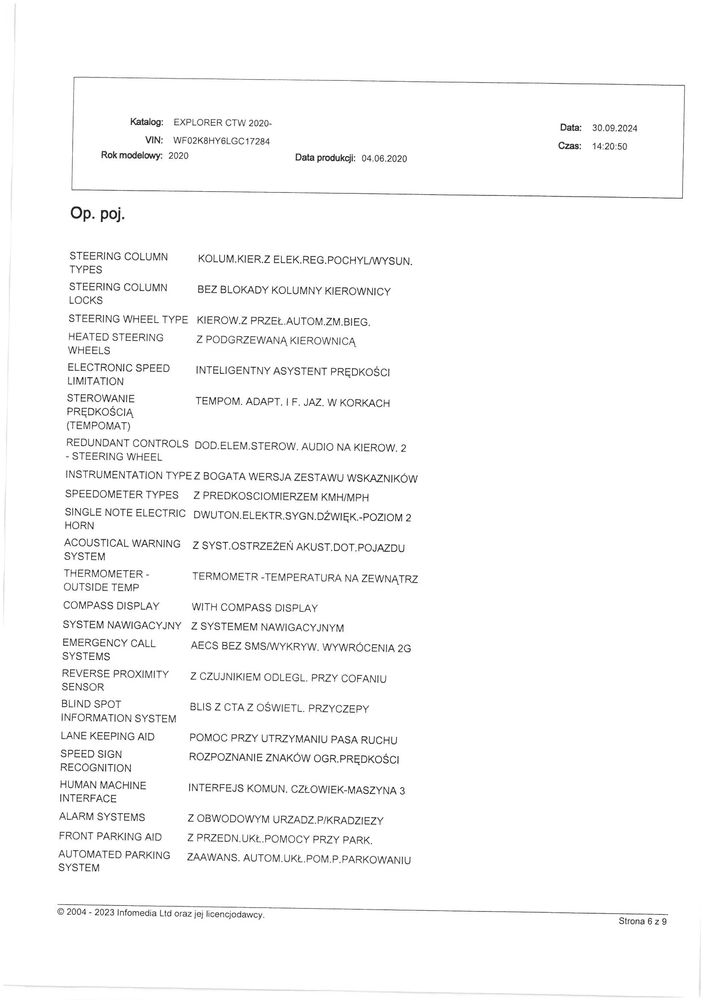 Katalog: EXPLORER CTW 2020-
VIN: WF02K8HY6LGC17284
Rok modelowy: 2020
Data produkcji: 04.06.2020
Data: 30.09.2024
Czas: 14:20:50
Op. poj.
STEERING COLUMN KOLUM.KIER.Z ELEK.REG.POCHYL/WYSUN.
TYPES
STEERING COLUMN BEZ BLOKADY KOLUMNY KIEROWNICY
LOCKS
STEERING WHEEL TYPE KIEROW.Z PRZEŁ.AUTOM.ZM.BIEG.
HEATED STEERING Z PODGRZEWANĄ KIEROWNICĄ
WHEELS
ELECTRONIC SPEED INTELIGENTNY ASYSTENT PRĘDKOŚCI
LIMITATION
STEROWANIE TEMPOM. ADAPT. I F. JAZ. W KORKACH
PRĘDKOŚCIĄ
(TEMPOMAT)
REDUNDANT CONTROLS DOD.ELEM.STEROW. AUDIO NA KIEROW. 2
- STEERING WHEEL
INSTRUMENTATION TYPE Z BOGATA WERSJA ZESTAWU WSKAZNIKÓW
SPEEDOMETER TYPES Z PREDKOSCIOMIERZEM KMH/MPH
SINGLE NOTE ELECTRIC DWUTON.ELEKTR.SYGN.DŹWIĘK.-POZIOM 2
HORN
ACOUSTICAL WARNING Z SYST.OSTRZEŻEŃ AKUST.DOT.POJAZDU
SYSTEM
THERMOMETER - TERMOMETR -TEMPERATURA NA ZEWNĄTRZ
OUTSIDE TEMP
COMPASS DISPLAY WITH COMPASS DISPLAY
SYSTEM NAWIGACYJNY Z SYSTEMEM NAWIGACYJNYM
EMERGENCY CALL AECS BEZ SMS/WYKRYW. WYWRÓCENIA 2G
SYSTEMS
REVERSE PROXIMITY Z CZUJNIKIEM ODLEGL. PRZY COFANIU
SENSOR
BLIND SPOT BLIS Z CTA Z OŚWIETL. PRZYCZEPY
INFORMATION SYSTEM
LANE KEEPING AID POMOC PRZY UTRZYMANIU PASA RUCHU
SPEED SIGN ROZPOZNANIE ZNAKÓW OGR.PRĘDKOŚCI
RECOGNITION
HUMAN MACHINE INTERFEJS KOMUN. CZŁOWIEK-MASZYNA 3
INTERFACE
ALARM SYSTEMS Z OBWODOWYM URZADZ.P/KRADZIEZY
FRONT PARKING AID Z PRZEDN.UKŁ.POMOCY PRZY PARK.
AUTOMATED PARKING ZAAWANS. AUTOM.UKŁ.POM.P.PARKOWANIU
SYSTEM
© 2004 - 2023 Infomedia Ltd oraz jej licencjodawcy.
Strona 6 z 9